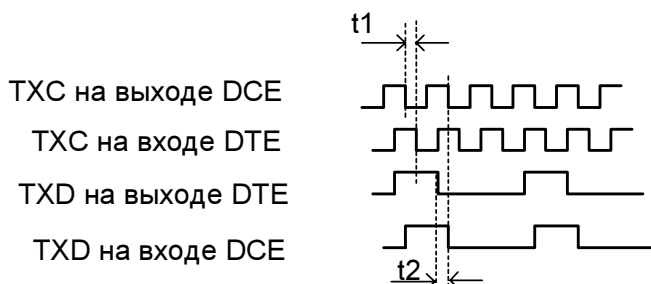 t1
TXC на выходе DCE
TXC на входе DTE
TXD на выходе DTE
TXD на входе DCE
t2